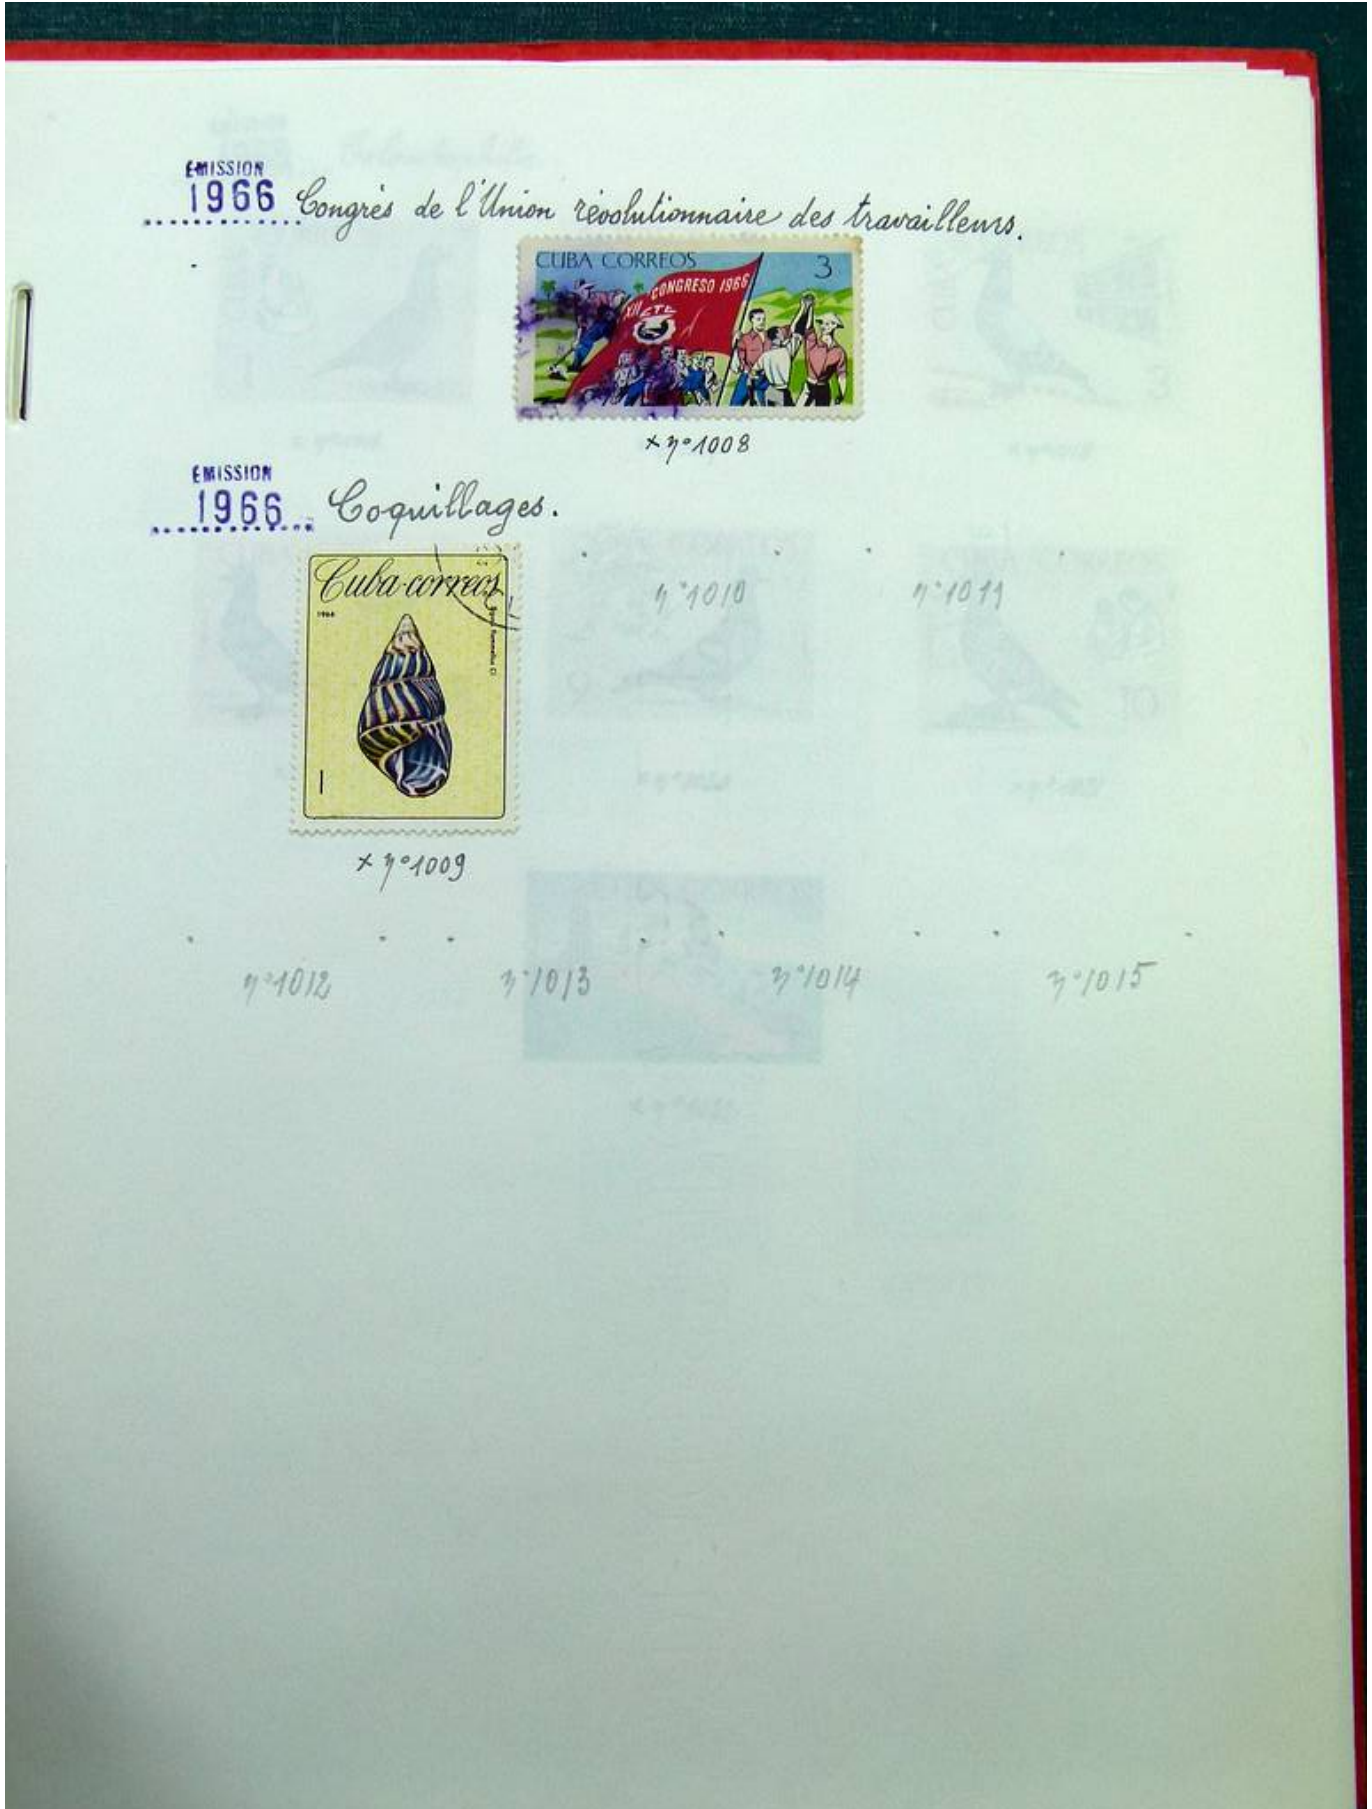 EMISSION
1966 Congrès de l'Union révolutionnaire des travailleurs.
CUBA CORREOS 3
XII CONGRESO 1966
CTC
x n°1008
EMISSION
1966 Coquillages.
Cuba·correos
1966
1
x n°1009
n°1010 n°1011
n°1012 n°1013 n°1014 n°1015